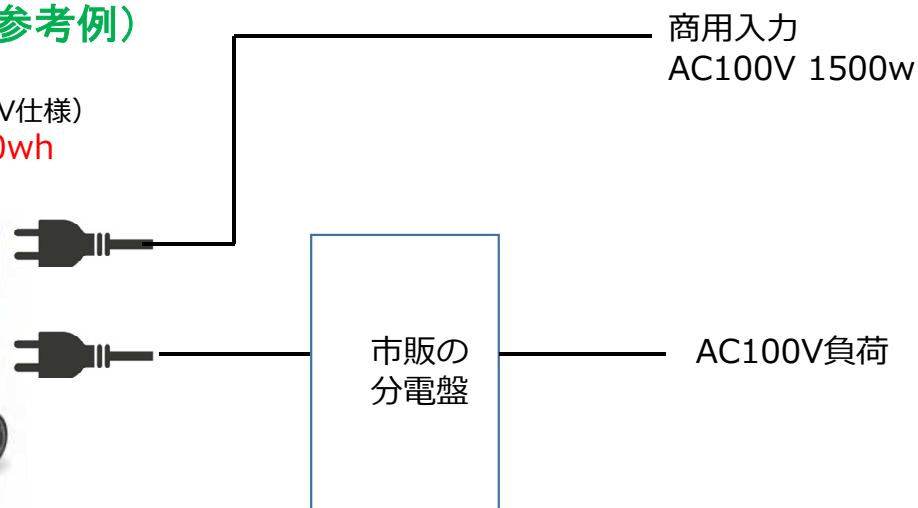 参考例）
商用入力
AC100V 1500w
V仕様）
0wh
市販の
分電盤
AC100V負荷